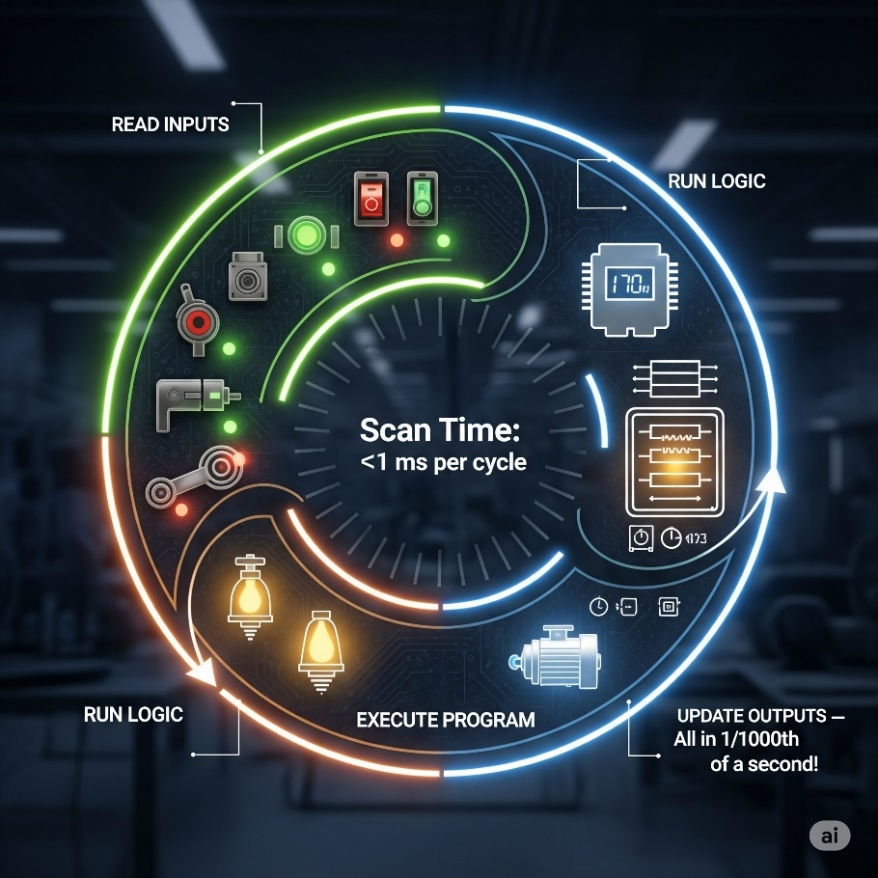 READ INPUTS
RUN LOGIC
170
Scan Time:
<1 ms per cycle
RUN LOGIC
EXECUTE PROGRAM
UPDATE OUTPUTS —
All in 1/1000th
of a second!
ai